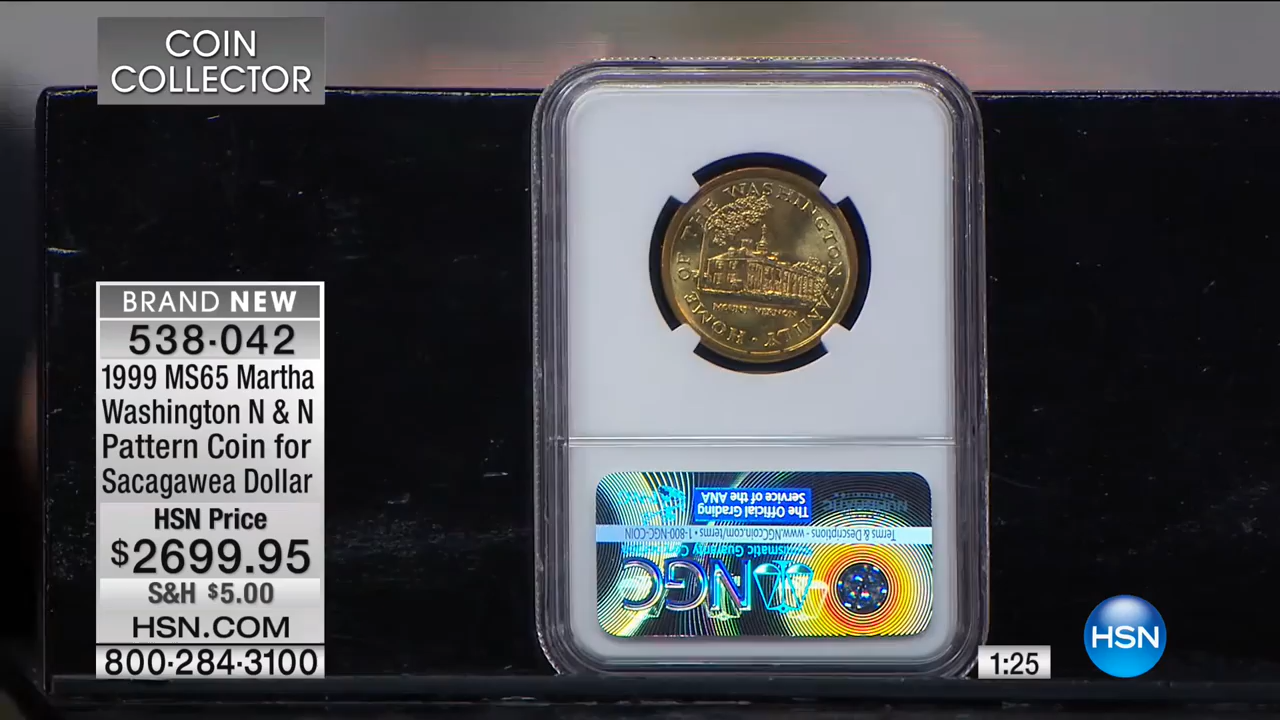 COIN
COLLECTOR
BRAND NEW
538·042
1999 MS65 Martha
Washington N & N
Pattern Coin for
Sacagawea Dollar
HSN Price
$2699.95
S&H $5.00
HSN.COM
800·284·3100
HOME OF THE WASHINGTON FAMILY ·
MOUNT VERNON
The Official Grading
Service of the ANA
Terms & Descriptions - www.NGCcoin.com/terms • 1-800-NGC-COIN
NGC
1:25
HSN